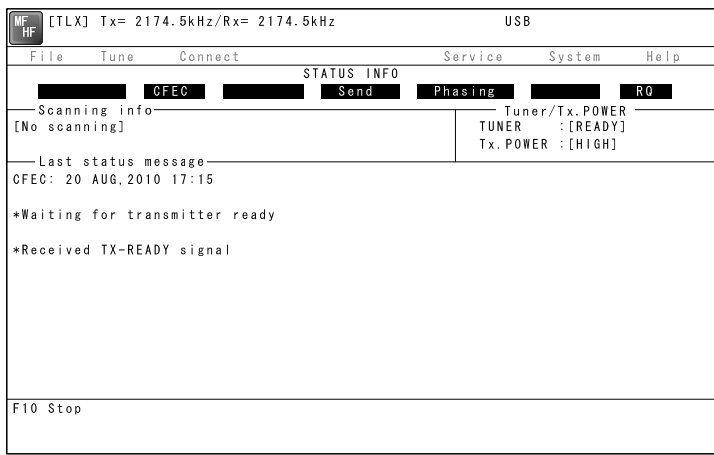 MF
HF
[TLX] Tx= 2174.5kHz/Rx= 2174.5kHz USB
File Tune Connect Service System Help
STATUS INFO
CFEC Send Phasing RQ
Scanning info Tuner/Tx.POWER
[No scanning] TUNER :[READY]
Tx.POWER :[HIGH]
Last status message
CFEC: 20 AUG,2010 17:15
*Waiting for transmitter ready
*Received TX-READY signal
F10 Stop